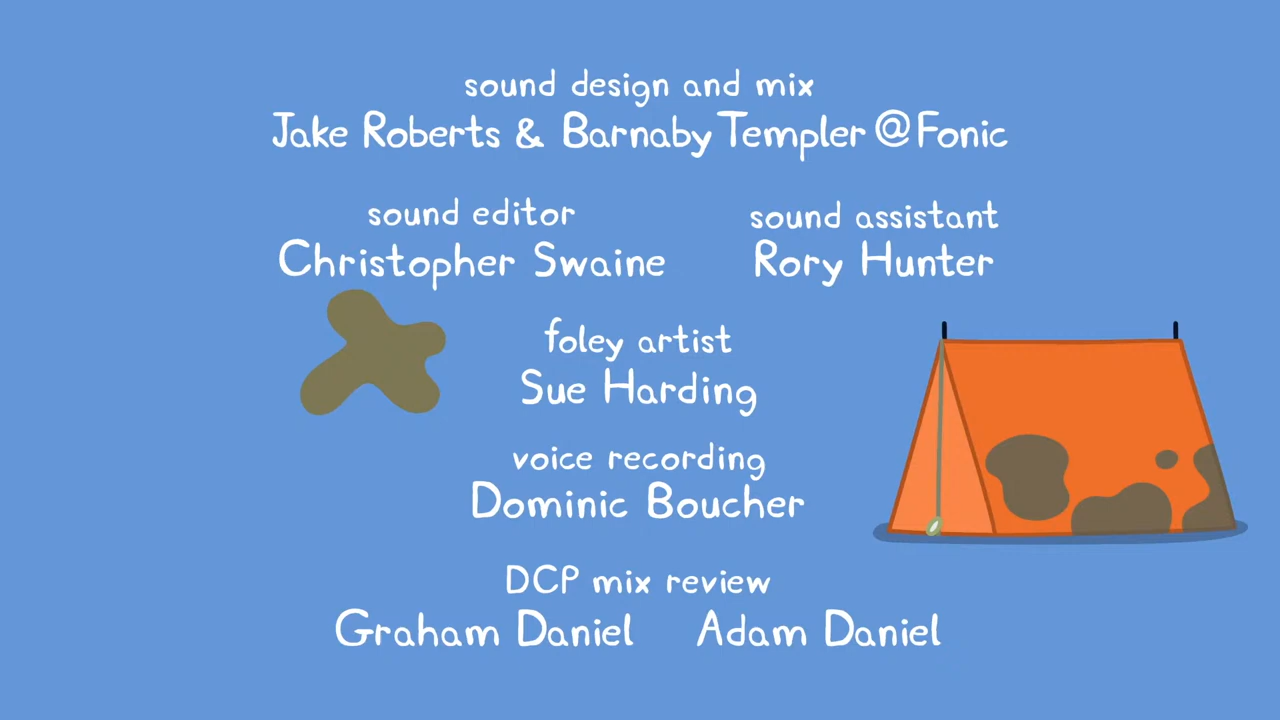 sound design and mix
Jake Roberts & Barnaby Templer @Fonic
sound editor
Christopher Swaine
sound assistant
Rory Hunter
foley artist
Sue Harding
voice recording
Dominic Boucher
DCP mix review
Graham Daniel Adam Daniel